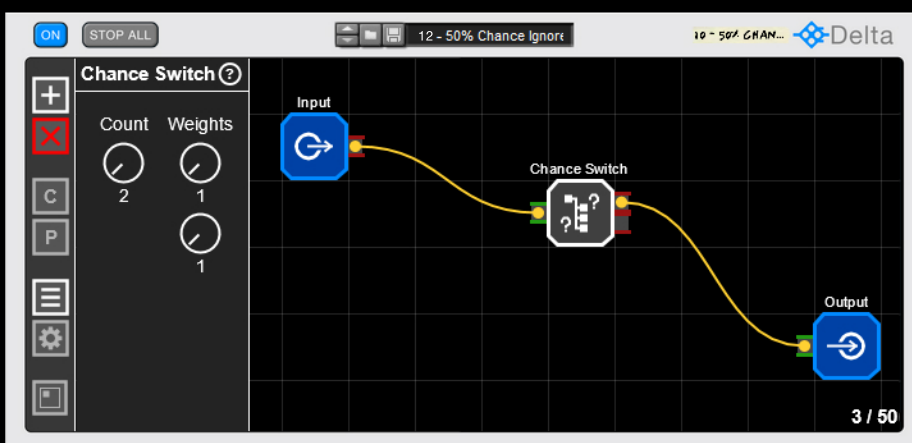 ON
STOP ALL
12 - 50% Chance Ignore
10 - 50% CHAN...
Delta
Chance Switch ?
Count
Weights
2
1
1
C
P
Input
Chance Switch
? ?
Output
3 / 50